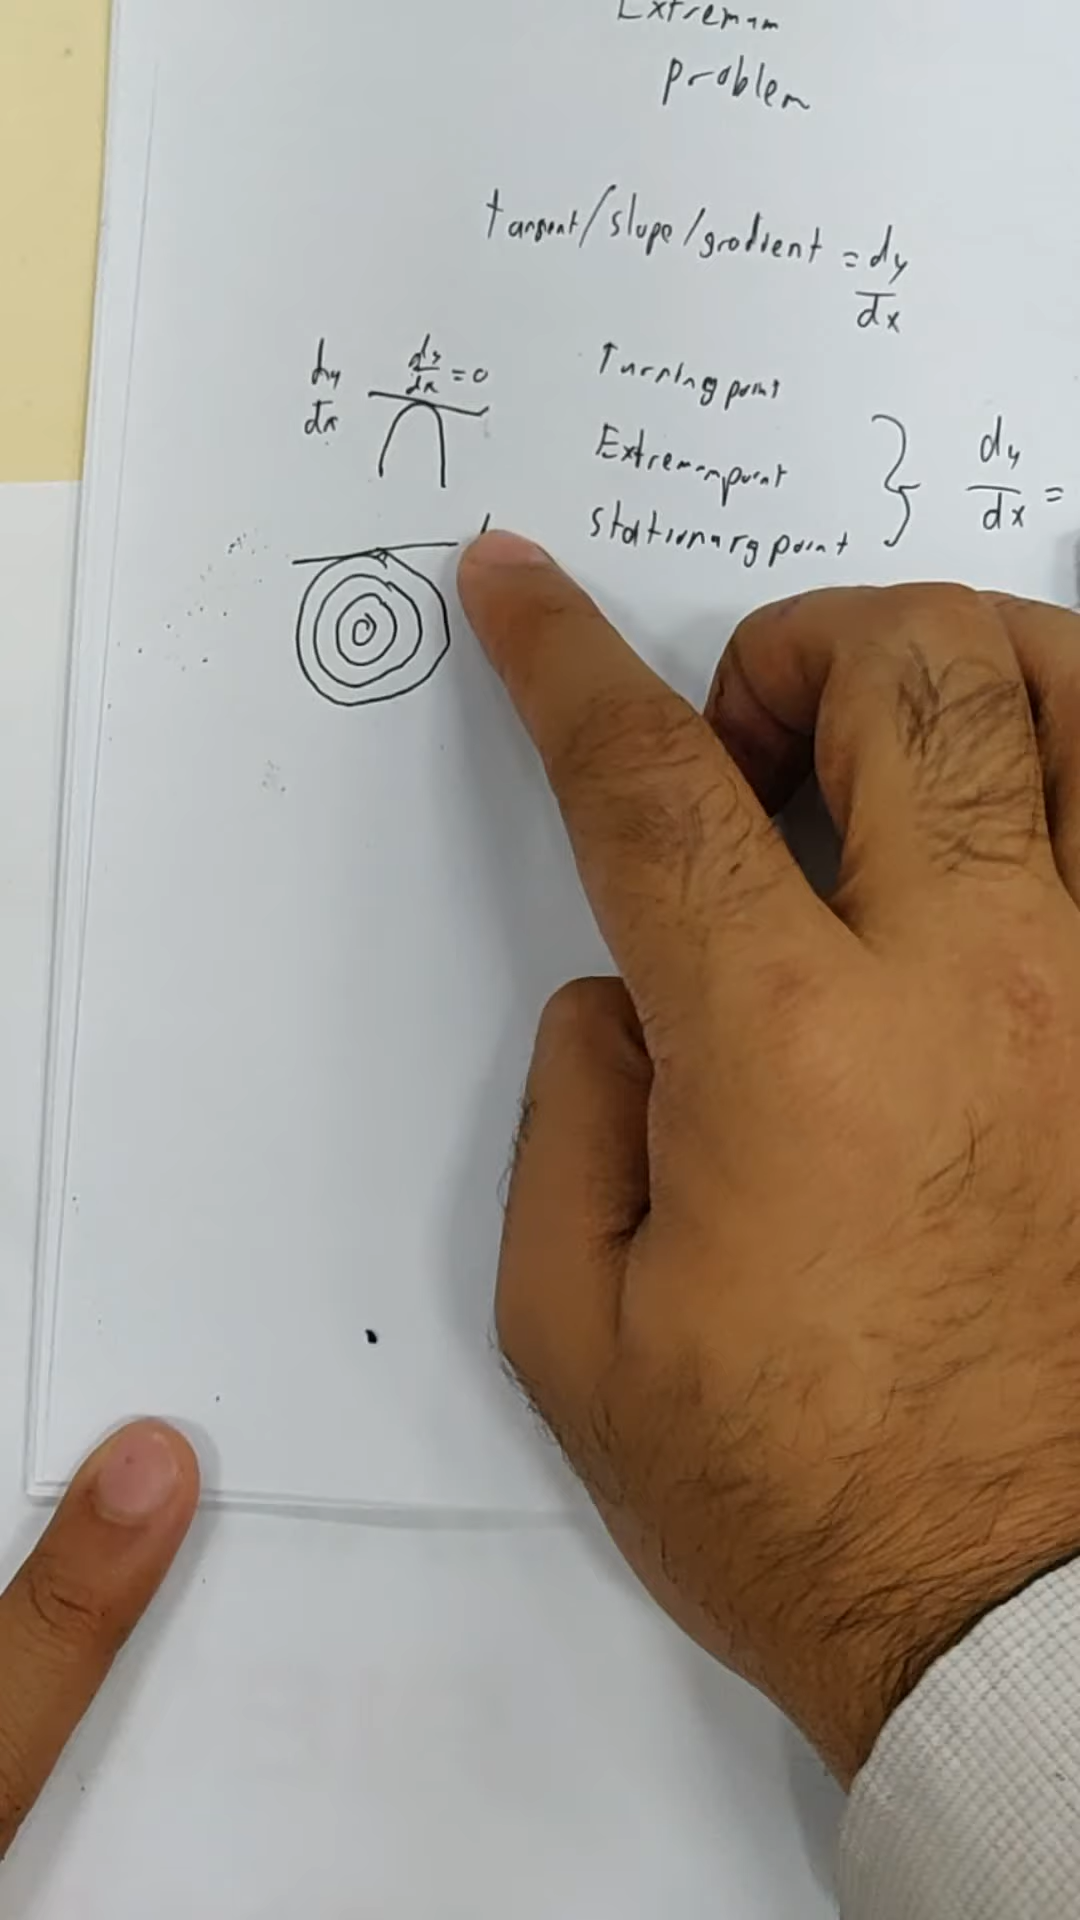 Extremum
problem
tangent/slope/gradient = dy/dx
dy/dx
dy/dx = 0
Turning point
Extremum point
Stationary point
dy/dx =